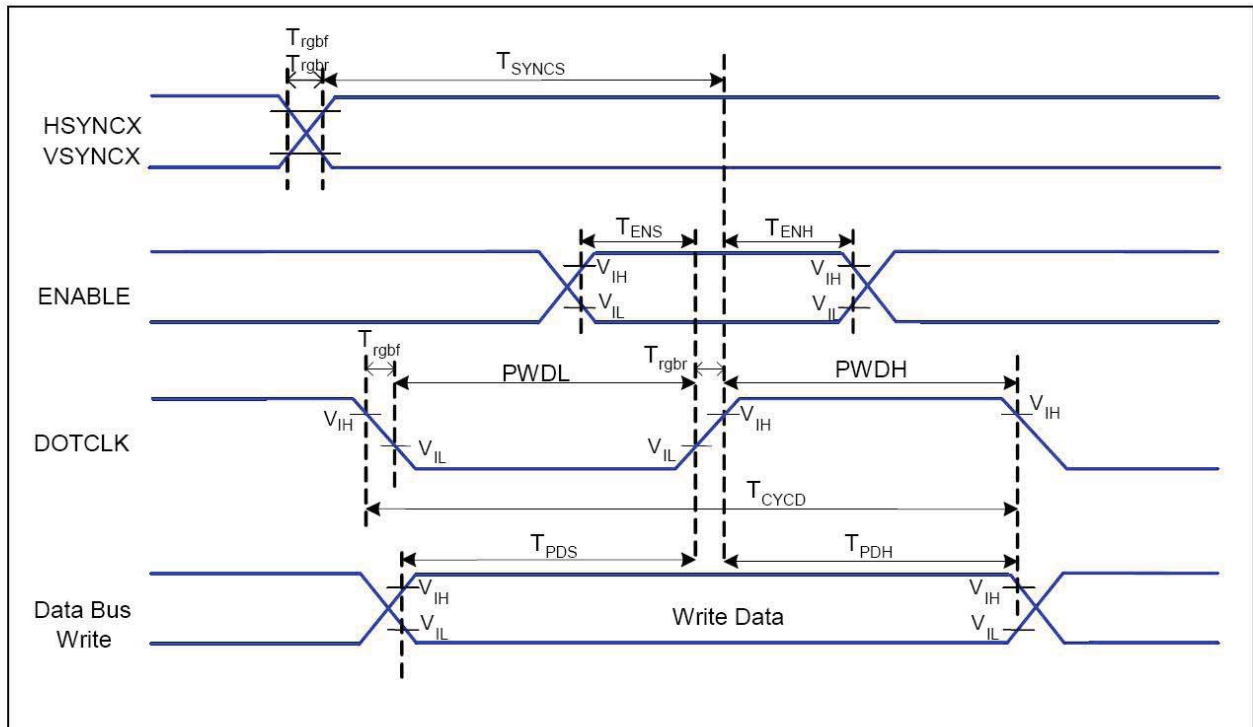 Trgbf
Trgbr
TSYNCS
HSYNCX
VSYNCX
TENS
TENH
VIH
VIH
ENABLE
VIL
VIL
Trgbf
PWDL
Trgbr
PWDH
VIH
VIH
VIH
DOTCLK
VIL
VIL
TCYCD
TPDS
TPDH
Data Bus
Write
VIH
VIH
Write Data
VIL
VIL